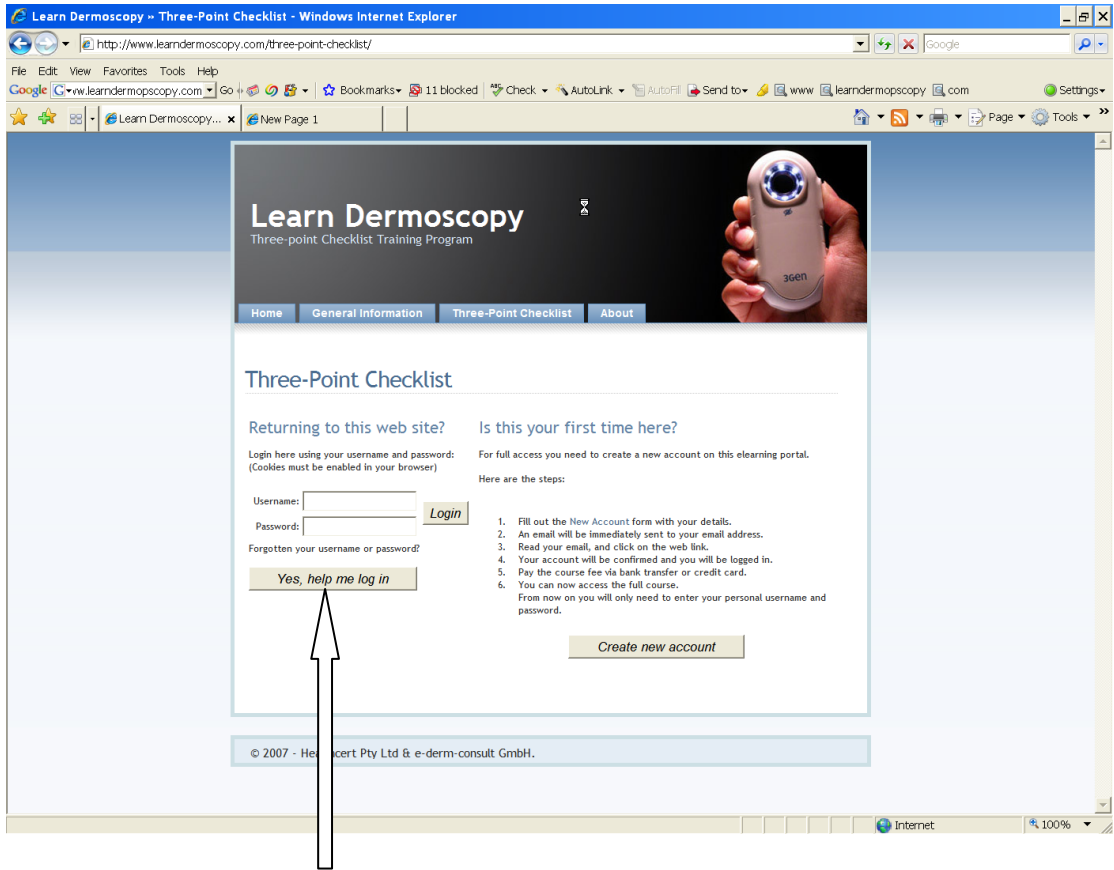 Learn Dermoscopy » Three-Point Checklist - Windows Internet Explorer
http://www.learndermoscopy.com/three-point-checklist/
Google
File Edit View Favorites Tools Help
Google vw.learndermopscopy.com Go Bookmarks 11 blocked Check AutoLink AutoFill Send to www learndermopscopy com Settings
Learn Dermoscopy... New Page 1 Page Tools »
Learn Dermoscopy
Three-point Checklist Training Program
3Gen
Home General Information Three-Point Checklist About
Three-Point Checklist
Returning to this web site?
Login here using your username and password:
(Cookies must be enabled in your browser)
Username:
Password:
Login
Forgotten your username or password?
Yes, help me log in
Is this your first time here?
For full access you need to create a new account on this elearning portal.
Here are the steps:
1. Fill out the New Account form with your details.
2. An email will be immediately sent to your email address.
3. Read your email, and click on the web link.
4. Your account will be confirmed and you will be logged in.
5. Pay the course fee via bank transfer or credit card.
6. You can now access the full course.
From now on you will only need to enter your personal username and
password.
Create new account
© 2007 - Pty Ltd & e-derm-consult GmbH.
Internet 100%